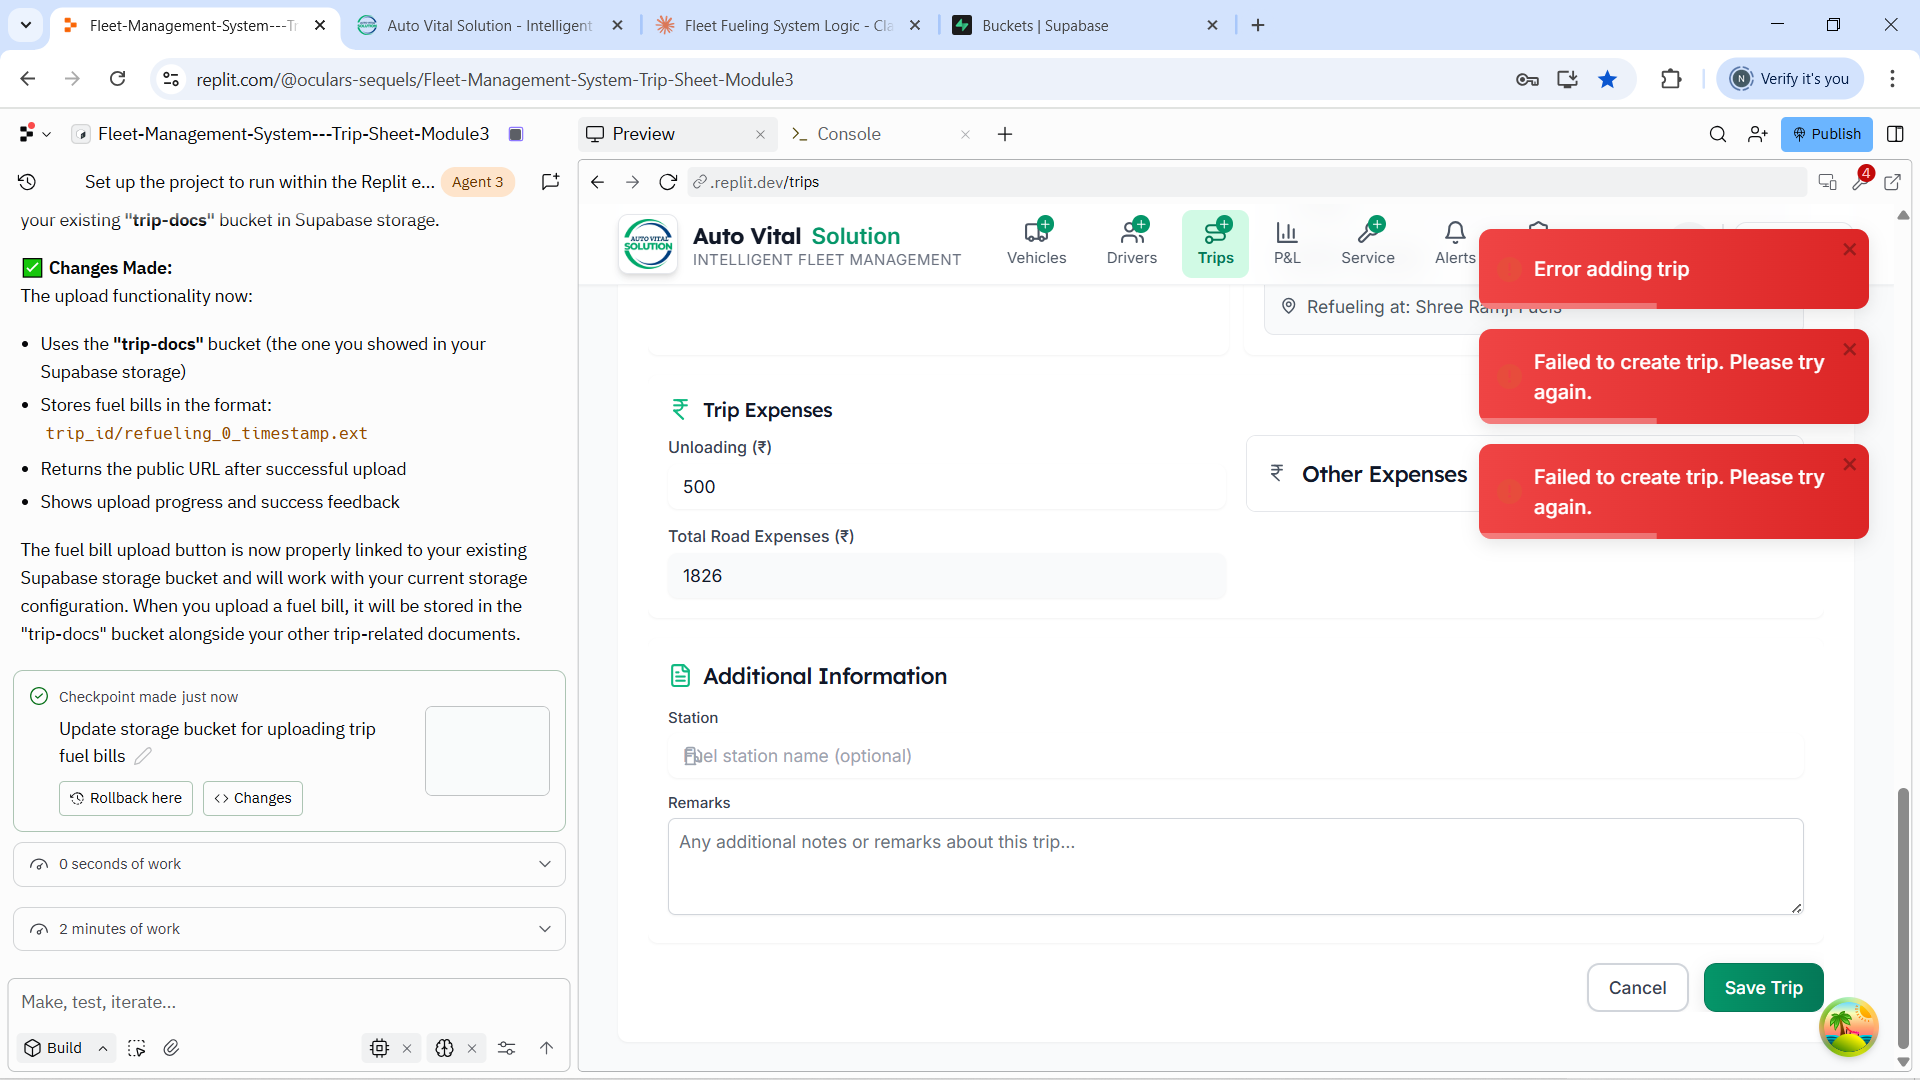 Fleet-Management-System---Tr
Auto Vital Solution - Intelligent
Fleet Fueling System Logic - Cla
Buckets | Supabase
replit.com/@oculars-sequels/Fleet-Management-System-Trip-Sheet-Module3
N
Verify it's you
Fleet-Management-System---Trip-Sheet-Module3
Set up the project to run within the Replit e...
Agent 3
your existing "trip-docs" bucket in Supabase storage.
✅ Changes Made:
The upload functionality now:
• Uses the "trip-docs" bucket (the one you showed in your
Supabase storage)
• Stores fuel bills in the format:
trip_id/refueling_0_timestamp.ext
• Returns the public URL after successful upload
• Shows upload progress and success feedback
The fuel bill upload button is now properly linked to your existing
Supabase storage bucket and will work with your current storage
configuration. When you upload a fuel bill, it will be stored in the
"trip-docs" bucket alongside your other trip-related documents.
Checkpoint made just now
Update storage bucket for uploading trip
fuel bills
Rollback here
Changes
0 seconds of work
2 minutes of work
Make, test, iterate...
Build
Preview
Console
Publish
.replit.dev/trips
4
AUTO VITAL
SOLUTION
Auto Vital Solution
INTELLIGENT FLEET MANAGEMENT
Vehicles
Drivers
Trips
P&L
Service
Alerts
Error adding trip
Failed to create trip. Please try
again.
Failed to create trip. Please try
again.
Refueling at: Shree Ramji Fuels
₹ Trip Expenses
Unloading (₹)
500
Total Road Expenses (₹)
1826
₹ Other Expenses
Additional Information
Station
Fuel station name (optional)
Remarks
Any additional notes or remarks about this trip...
Cancel
Save Trip